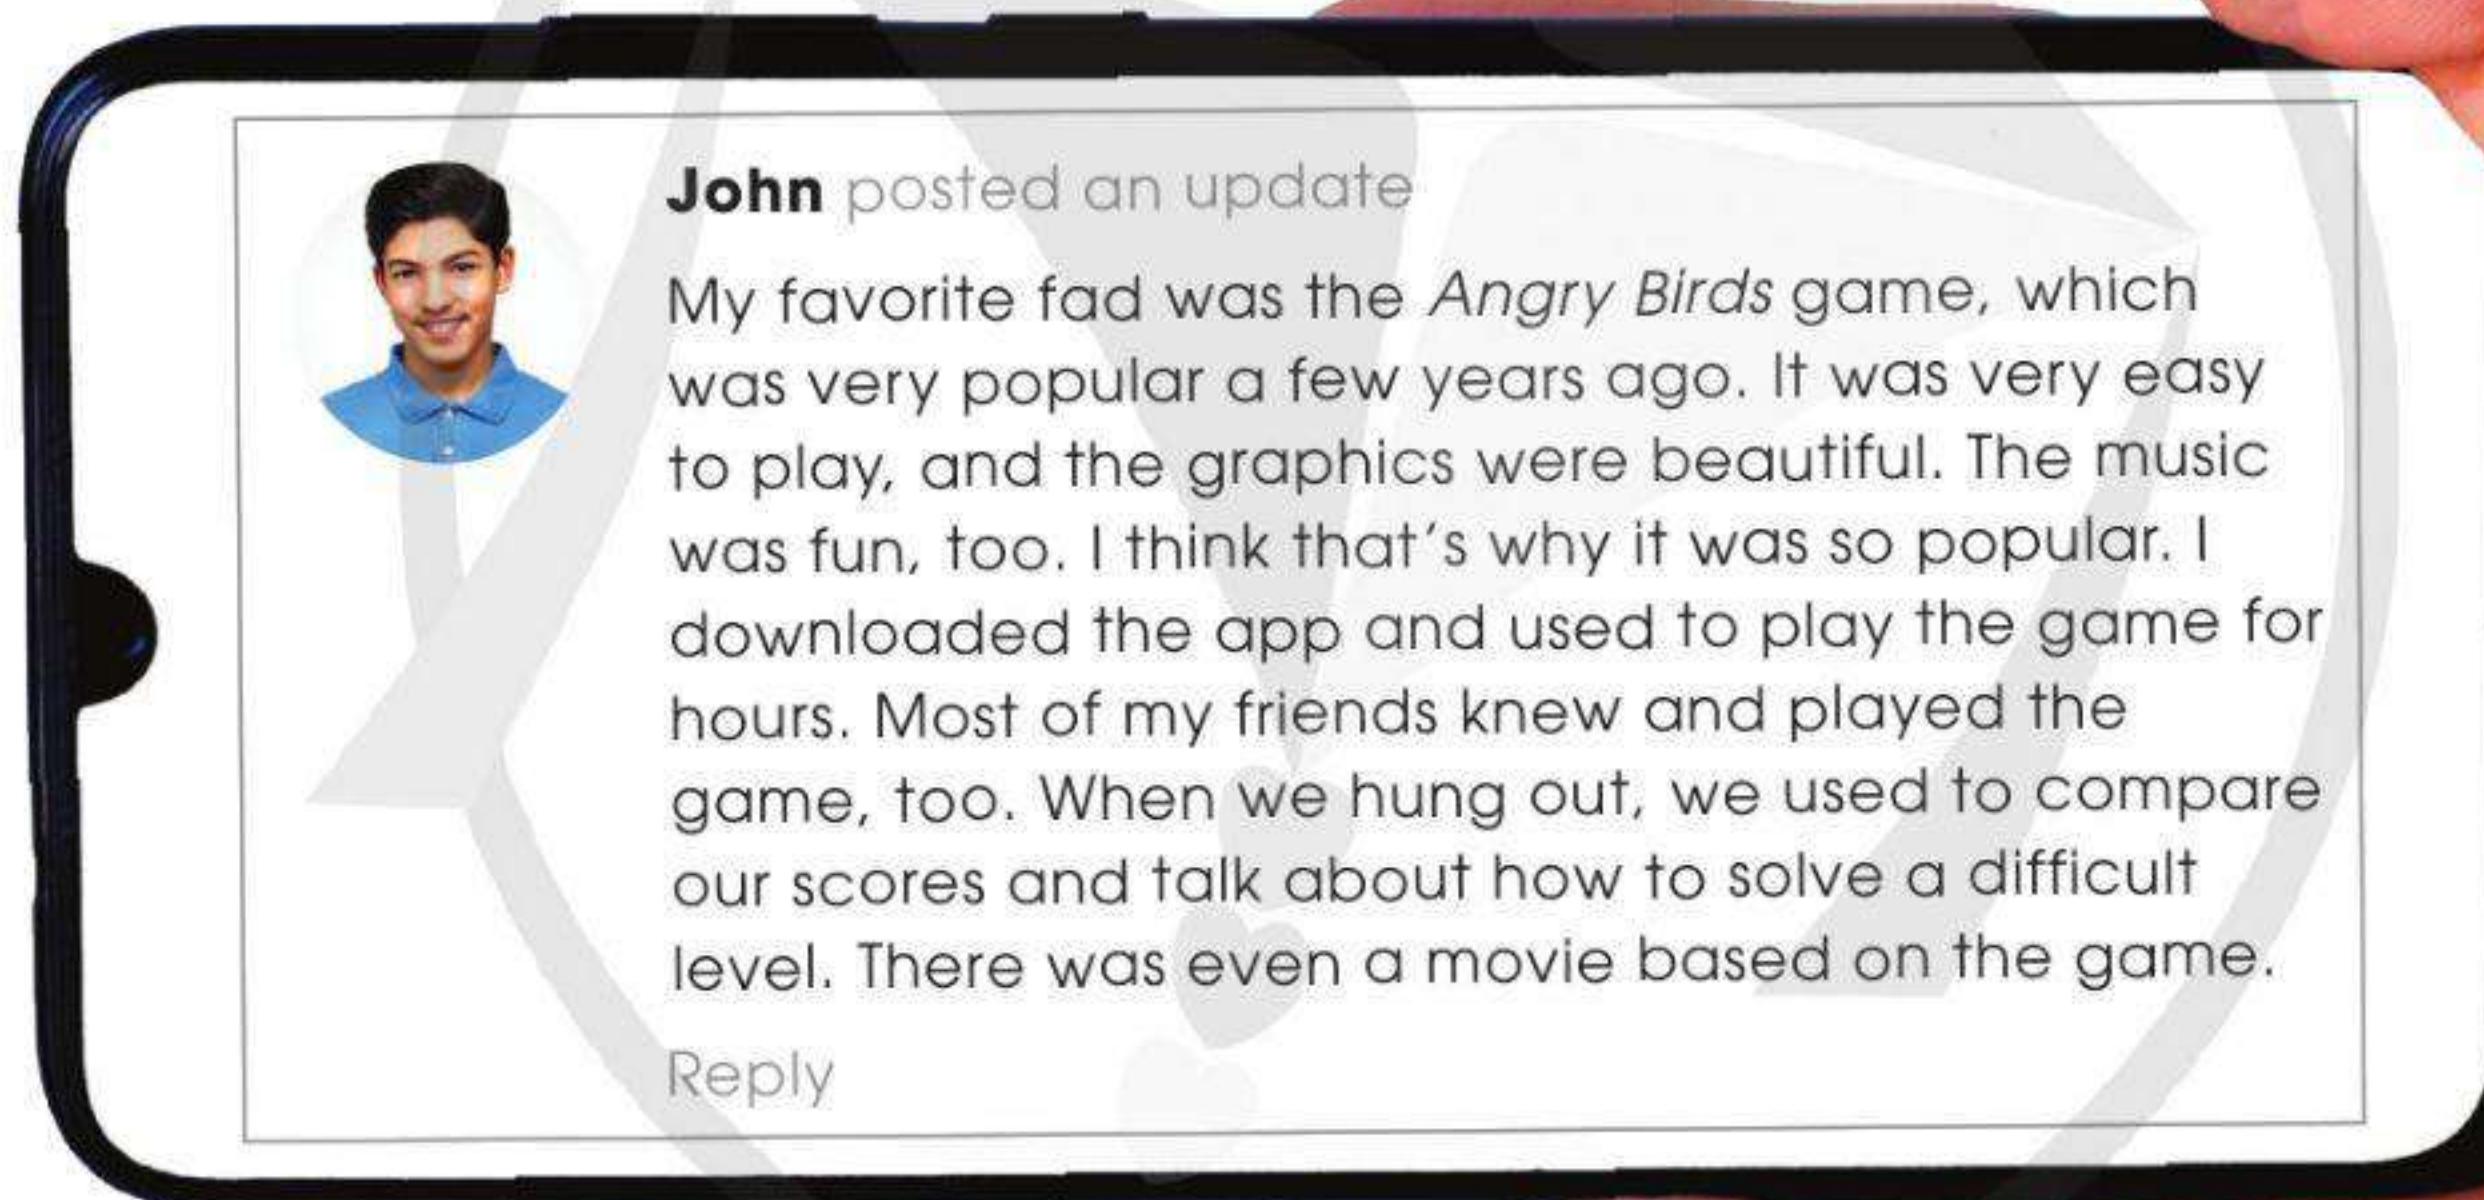 John posted an update
My favorite fad was the Angry Birds game, which
was very popular a few years ago. It was very easy
to play, and the graphics were beautiful. The music
was fun, too. I think that's why it was so popular. I
downloaded the app and used to play the game for
hours. Most of my friends knew and played the
game, too. When we hung out, we used to compare
our scores and talk about how to solve a difficult
level. There was even a movie based on the game.
Reply